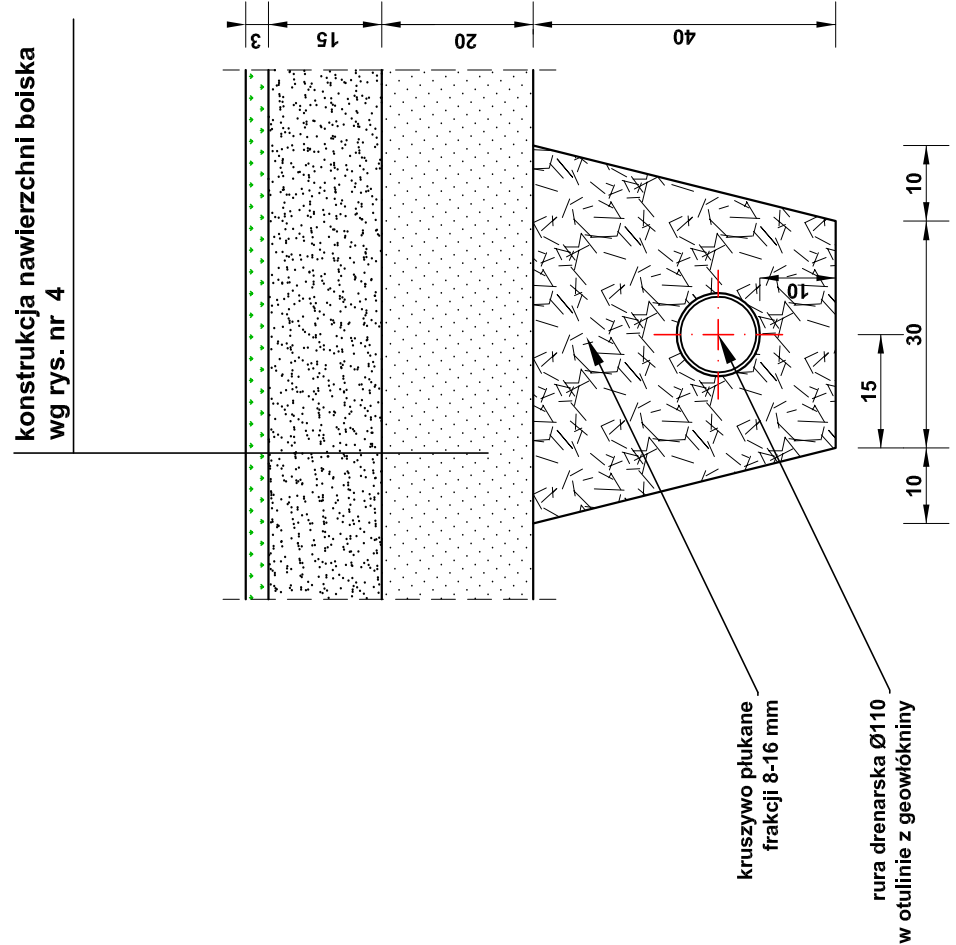 konstrukcja nawierzchni boiska
wg rys. nr 4
3
15
20
40
10
10
30
15
10
kruszywo płukane
frakcji 8-16 mm
rura drenarska Ø110
w otulinie z geowłókniny